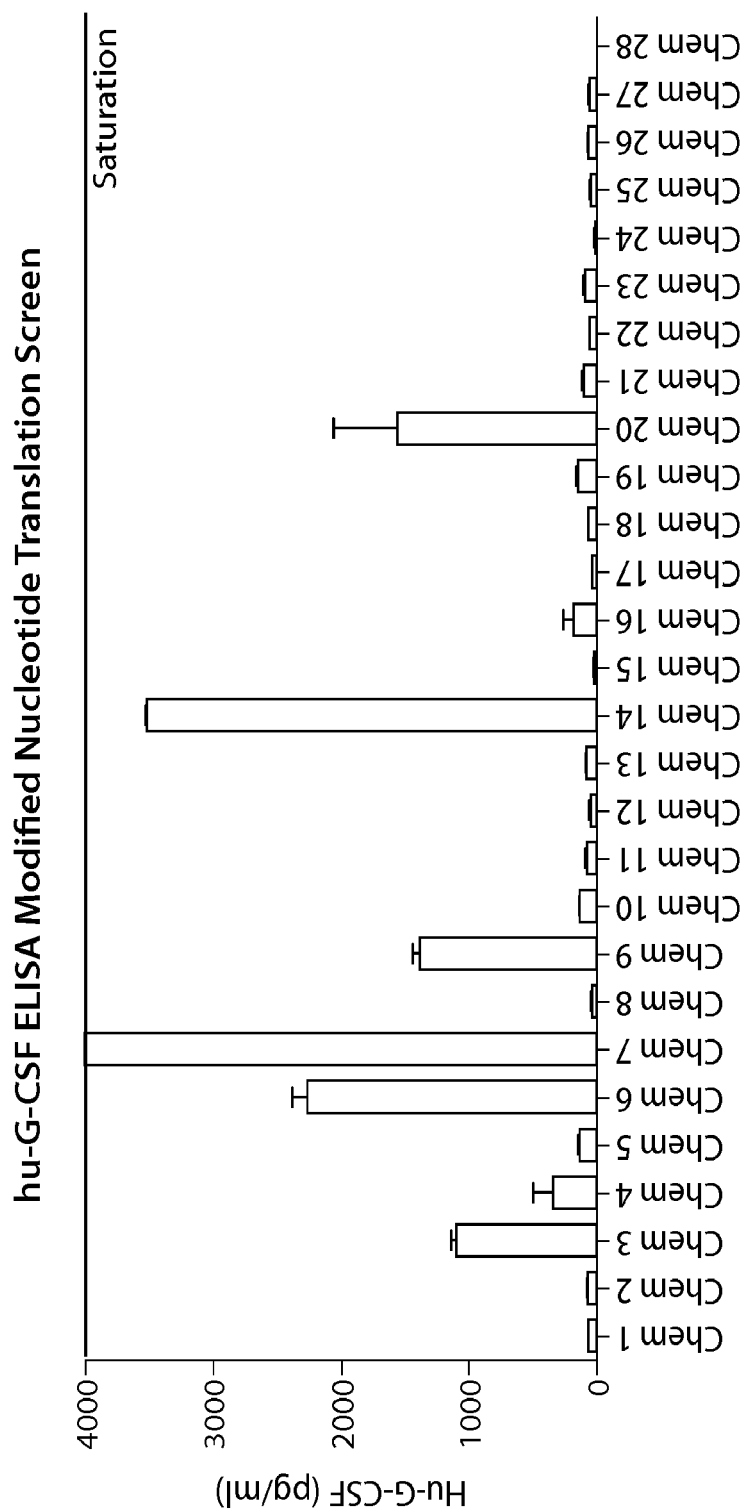 hu-G-CSF ELISA Modified Nucleotide Translation Screen
Saturation
Hu-G-CSF (pg/ml)
4000
3000
2000
1000
0
Chem 1
Chem 2
Chem 3
Chem 4
Chem 5
Chem 6
Chem 7
Chem 8
Chem 9
Chem 10
Chem 11
Chem 12
Chem 13
Chem 14
Chem 15
Chem 16
Chem 17
Chem 18
Chem 19
Chem 20
Chem 21
Chem 22
Chem 23
Chem 24
Chem 25
Chem 26
Chem 27
Chem 28